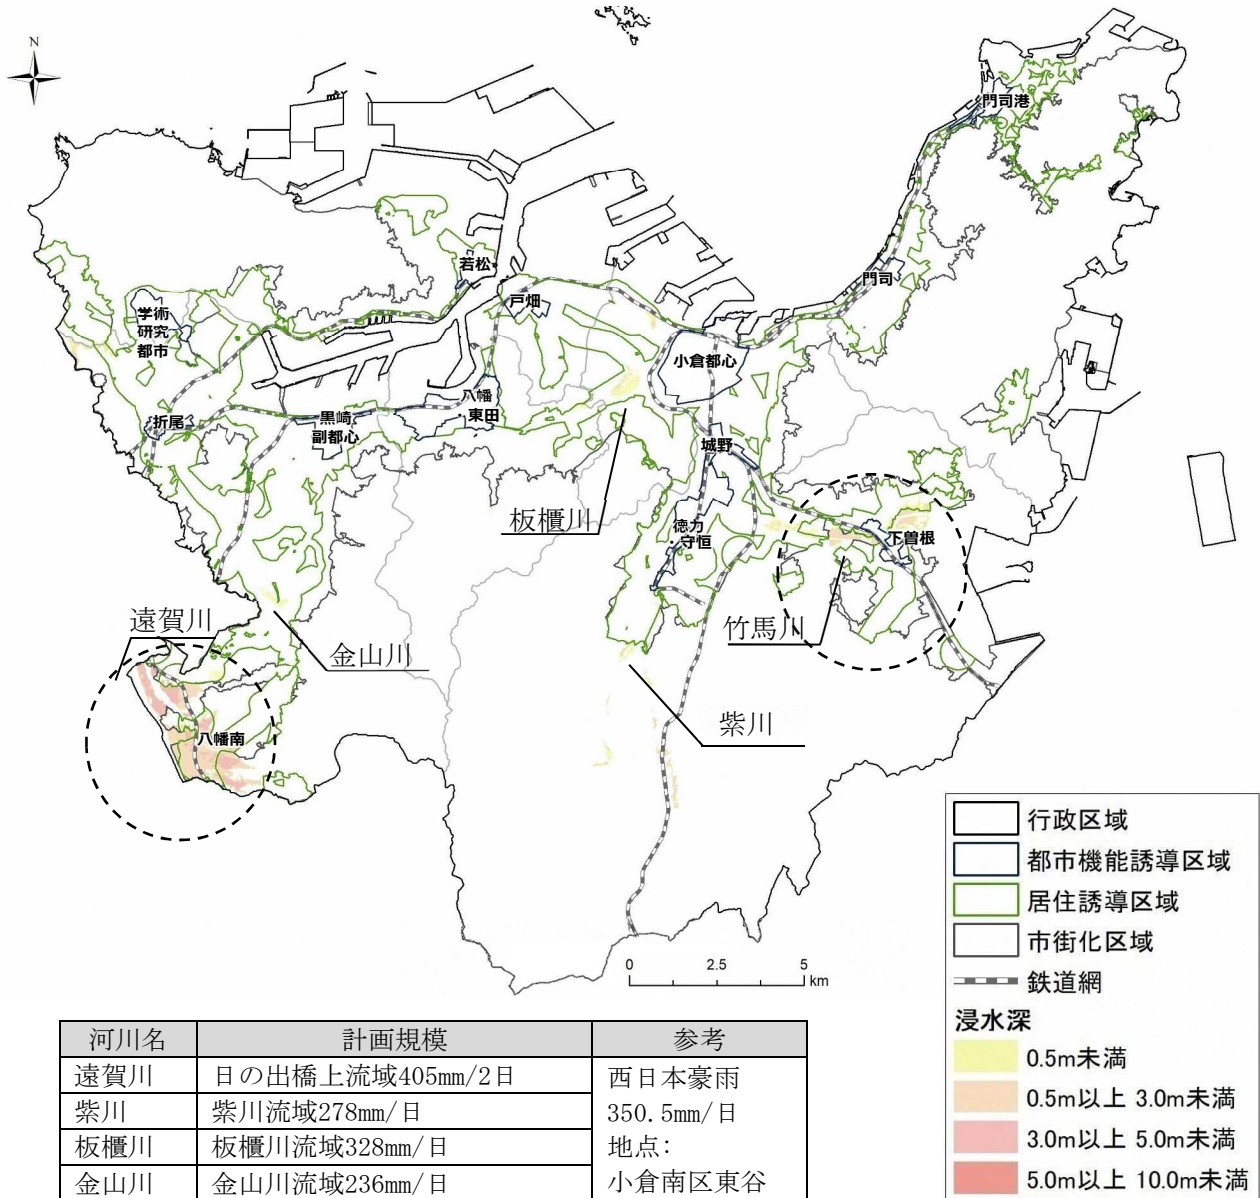 N
門司港
若松
門司
戸畑
学術
研究
都市
小倉都心
八幡
東田
折尾
黒崎
副都心
城野
板櫃川
徳力
・守恒
下曽根
遠賀川
竹馬川
金山川
紫川
八幡南
0 2.5 5
km
行政区域
都市機能誘導区域
居住誘導区域
市街化区域
鉄道網
浸水深
0.5m未満
0.5m以上 3.0m未満
3.0m以上 5.0m未満
5.0m以上 10.0m未満
河川名 計画規模 参考
遠賀川 日の出橋上流域405mm/2日 西日本豪雨
紫川 紫川流域278mm/日 350.5mm/日
板櫃川 板櫃川流域328mm/日 地点:
金山川 金山川流域236mm/日 小倉南区東谷